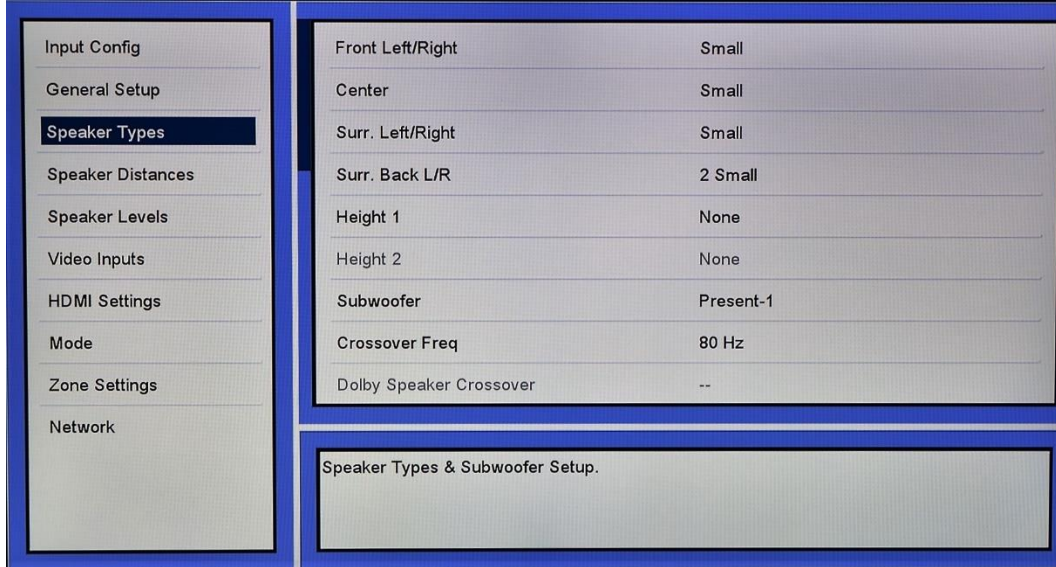 Input Config
General Setup
Speaker Types
Speaker Distances
Speaker Levels
Video Inputs
HDMI Settings
Mode
Zone Settings
Network
Front Left/Right Small
Center Small
Surr. Left/Right Small
Surr. Back L/R 2 Small
Height 1 None
Height 2 None
Subwoofer Present-1
Crossover Freq 80 Hz
Dolby Speaker Crossover --
Speaker Types & Subwoofer Setup.